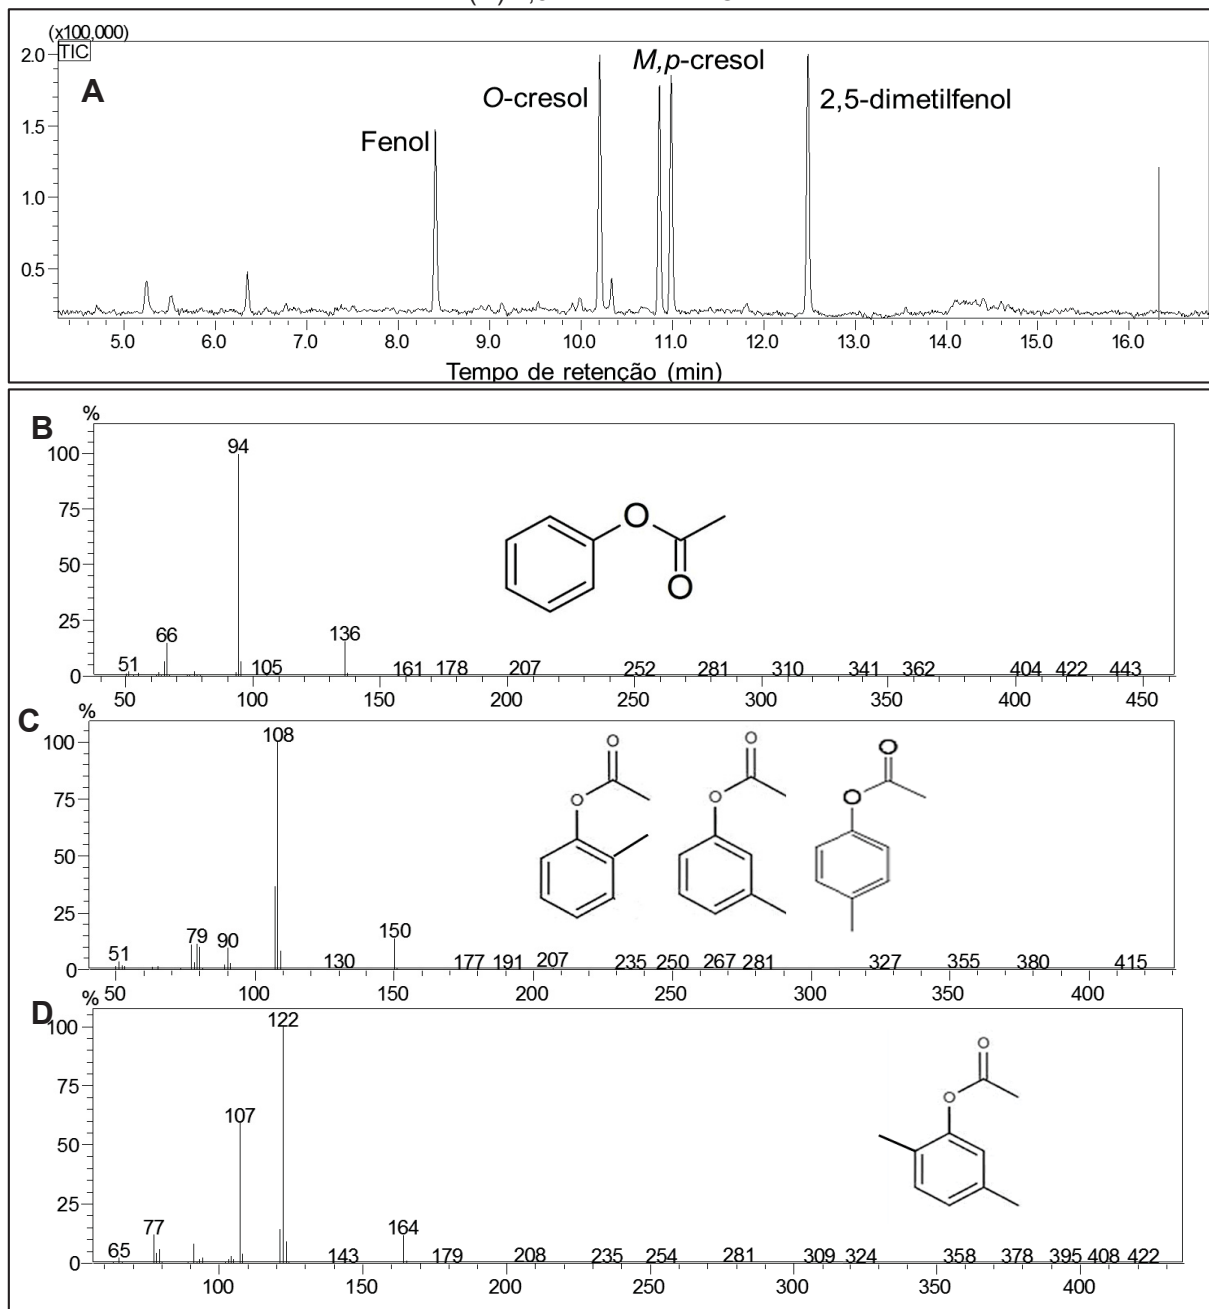 (x100,000)
TIC
A
2.0
1.5
1.0
0.5
Fenol
O-cresol
M,p-cresol
2,5-dimetilfenol
5.0 6.0 7.0 8.0 9.0 10.0 11.0 12.0 13.0 14.0 15.0 16.0
Tempo de retenção (min)
B
%
100
75
50
25
0
51 66 94 105 136 161 178 207 252 281 310 341 362 404 422 443
O
O
50 100 150 200 250 300 350 400 450
C
%
100
75
50
25
0
51 79 90 108 130 150 177 191 207 235 250 267 281 327 355 380 415
O O O
O O O
50 100 150 200 250 300 350 400
D
%
100
75
50
25
0
65 77 107 122 143 164 179 208 235 254 281 309 324 358 378 395 408 422
O
O
100 150 200 250 300 350 400